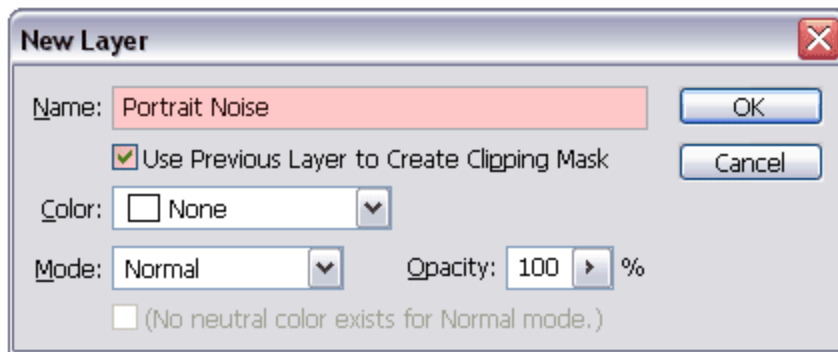 New Layer
Name: Portrait Noise
OK
Use Previous Layer to Create Clipping Mask
Cancel
Color: None
Mode: Normal Opacity: 100 %
(No neutral color exists for Normal mode.)